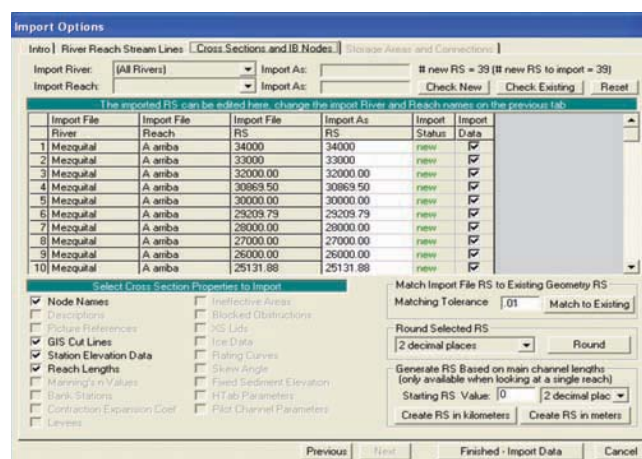 Import Options
Intro River Reach Stream Lines Cross Sections and IB Nodes Storage Areas and Connections
Import River: (All Rivers) Import As: # new RS = 39 (# new RS to import = 39)
Import Reach: Import As: Check New Check Existing Reset
The imported RS can be edited here, change the import River and Reach names on the previous tab
Import File Import File Import File Import As Import Import
River Reach RS RS Status Data
1 Mezquital A arriba 34000 34000 new
2 Mezquital A arriba 33000 33000 new
3 Mezquital A arriba 32000.00 32000.00 new
4 Mezquital A arriba 30869.50 30869.50 new
5 Mezquital A arriba 30000.00 30000.00 new
6 Mezquital A arriba 29209.79 29209.79 new
7 Mezquital A arriba 28000.00 28000.00 new
8 Mezquital A arriba 27000.00 27000.00 new
9 Mezquital A arriba 26000.00 26000.00 new
10 Mezquital A arriba 25131.88 25131.88 new
Select Cross Section Properties to Import
Node Names
Descriptions
Picture References
GIS Cut Lines
Station Elevation Data
Reach Lengths
Manning's n Values
Bank Stations
Contraction Expansion Coef
Levees
Ineffective Areas
Blocked Obstructions
XS Lids
Ice Data
Rating Curves
Skew Angle
Fixed Sediment Elevation
HTab Parameters
Pilot Channel Parameters
Match Import File RS to Existing Geometry RS
Matching Tolerance .01 Match to Existing
Round Selected RS
2 decimal places Round
Generate RS Based on main channel lengths
(only available when looking at a single reach)
Starting RS Value: 0 2 decimal plac
Create RS in kilometers Create RS in meters
Previous Next Finished - Import Data Cancel